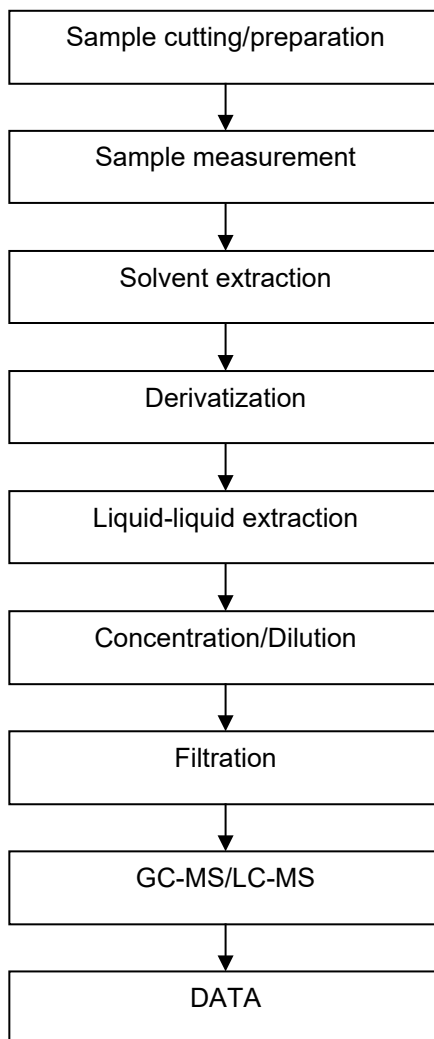 Sample cutting/preparation
Sample measurement
Solvent extraction
Derivatization
Liquid-liquid extraction
Concentration/Dilution
Filtration
GC-MS/LC-MS
DATA